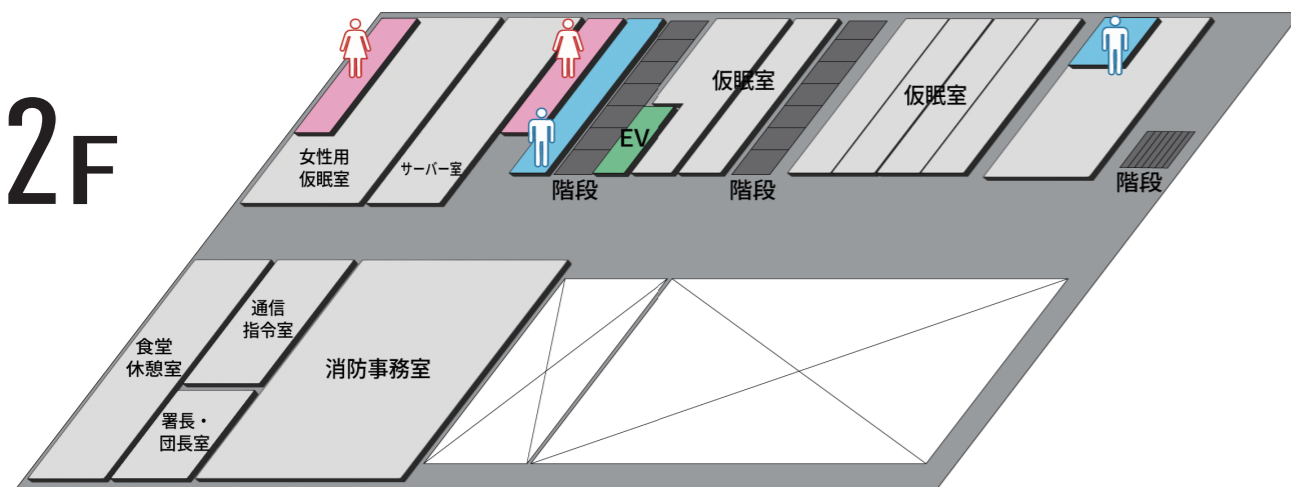 2F
女性用
仮眠室
サーバー室
EV
階段
仮眠室
階段
仮眠室
階段
食堂
休憩室
通信
指令室
署長・
団長室
消防事務室